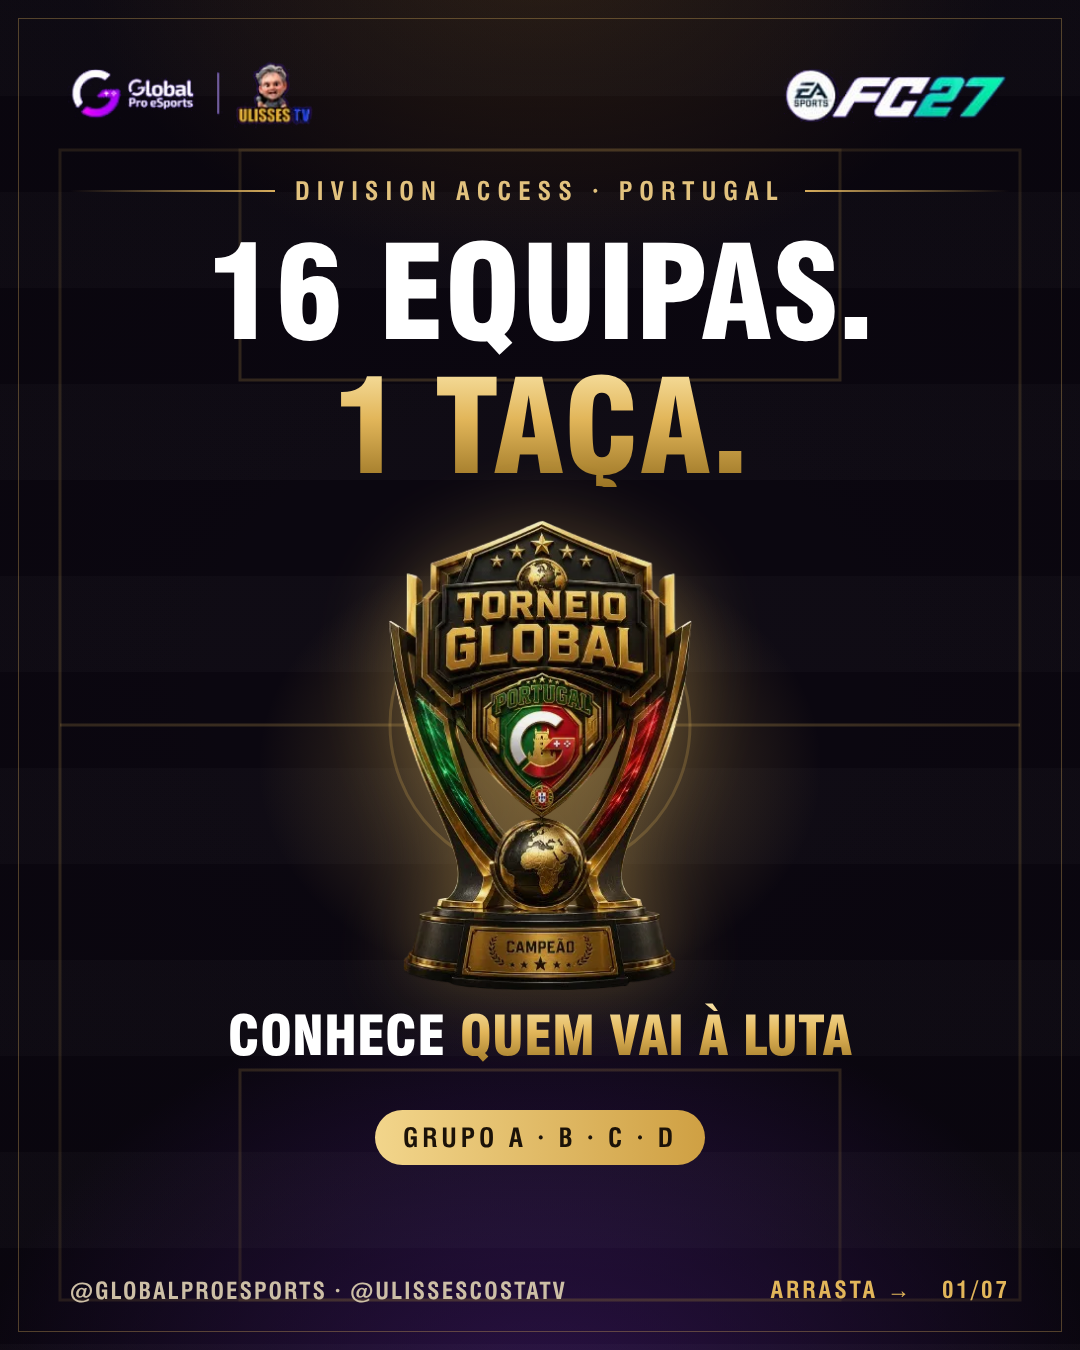 Global
Pro eSports
ULISSES TV
EA
SPORTS
FC27
DIVISION ACCESS · PORTUGAL
16 EQUIPAS.
1 TAÇA.
TORNEIO
GLOBAL
PORTUGAL
CAMPEÃO
CONHECE QUEM VAI À LUTA
GRUPO A · B · C · D
@GLOBALPROESPORTS · @ULISSESCOSTATV
ARRASTA → 01/07